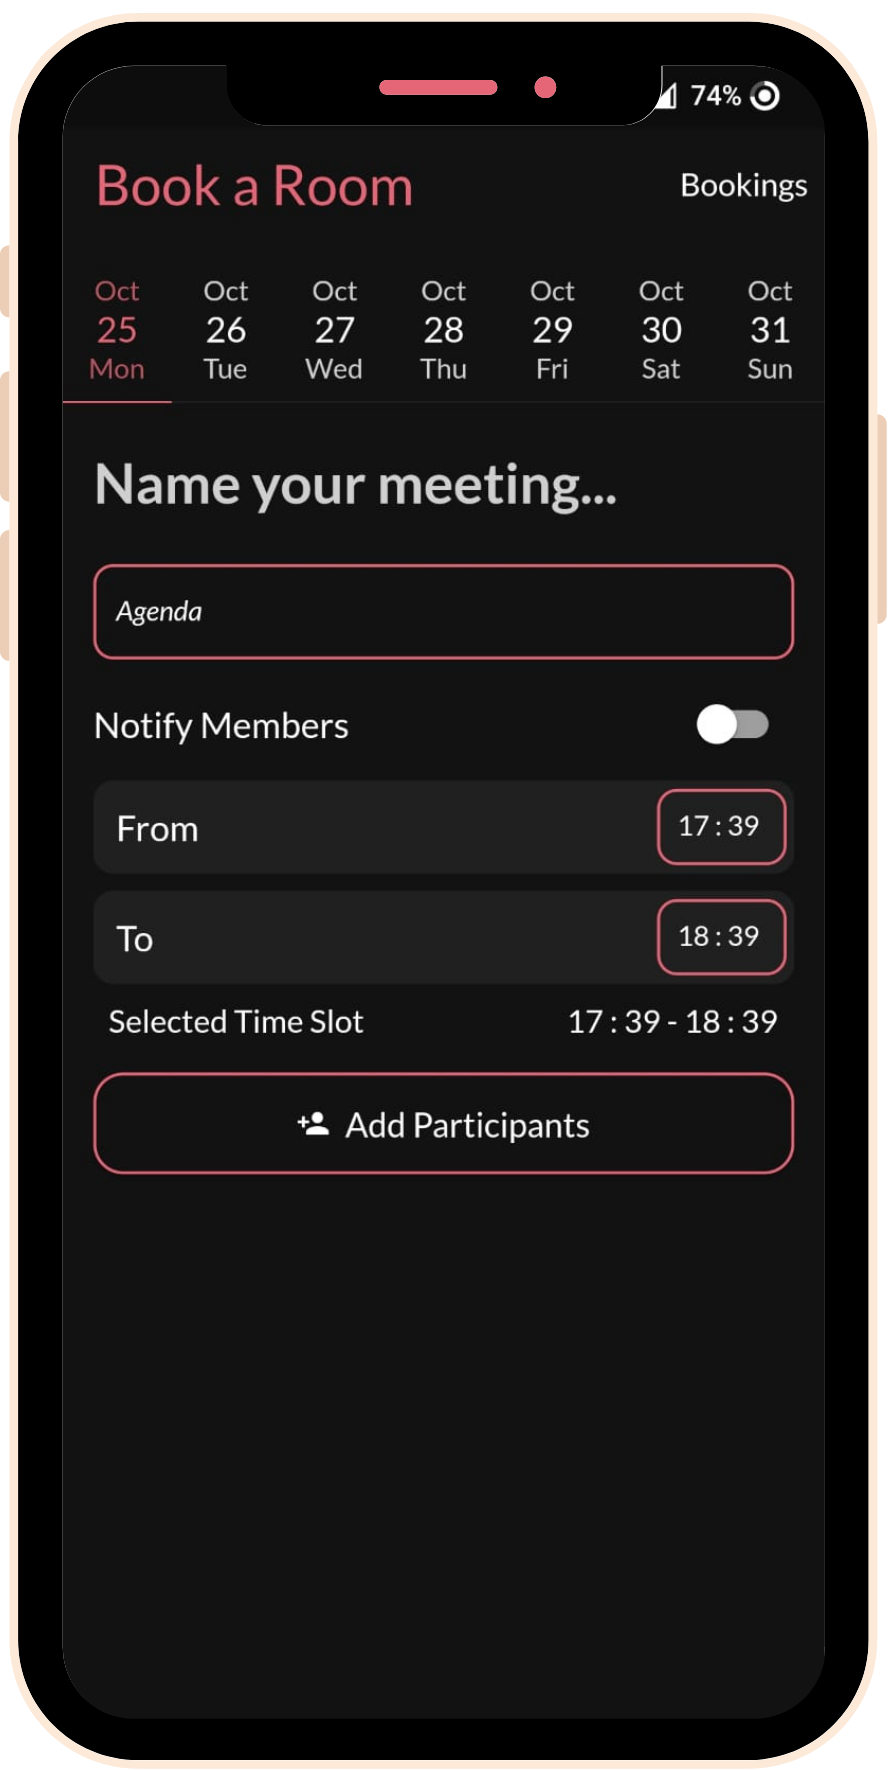 74%
Book a Room Bookings
Oct Oct Oct Oct Oct Oct Oct
25 26 27 28 29 30 31
Mon Tue Wed Thu Fri Sat Sun
Name your meeting...
Agenda
Notify Members
From 17 : 39
To 18 : 39
Selected Time Slot 17 : 39 - 18 : 39
Add Participants